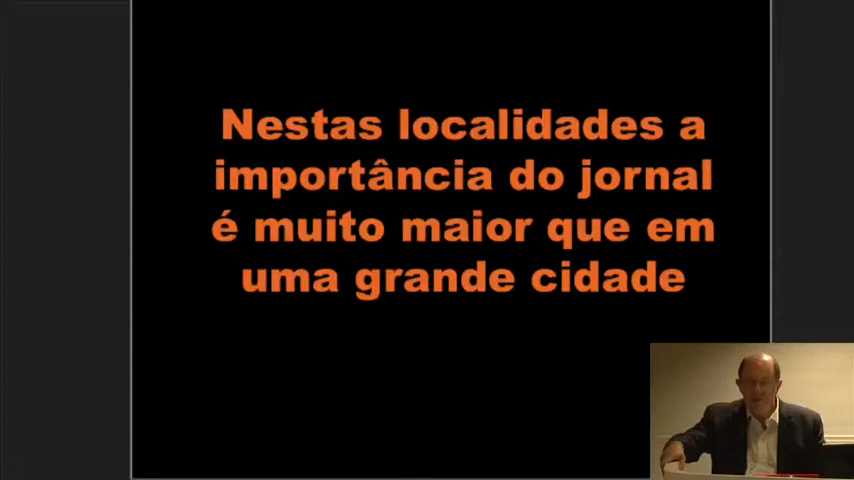 Nestas localidades a
importância do jornal
é muito maior que em
uma grande cidade